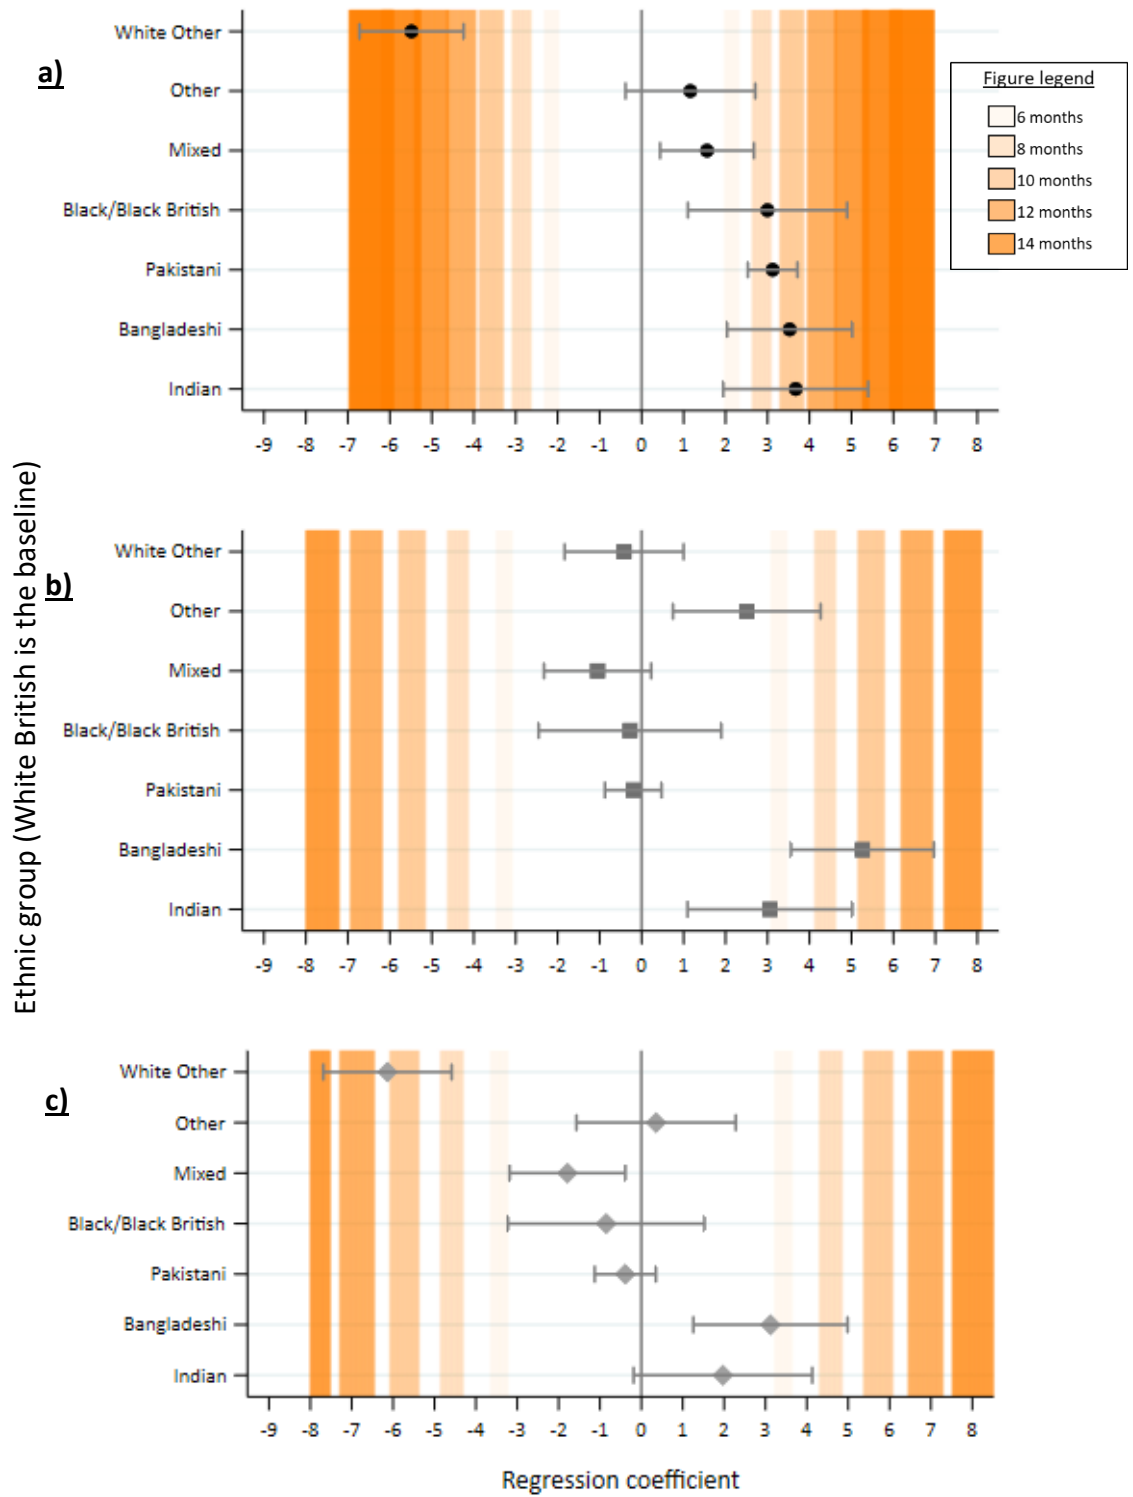 a)
White Other
Other
Mixed
Black/Black British
Pakistani
Bangladeshi
Indian
-9 -8 -7 -6 -5 -4 -3 -2 -1 0 1 2 3 4 5 6 7 8
Figure legend
6 months
8 months
10 months
12 months
14 months
Ethnic group (White British is the baseline)
b)
White Other
Other
Mixed
Black/Black British
Pakistani
Bangladeshi
Indian
-9 -8 -7 -6 -5 -4 -3 -2 -1 0 1 2 3 4 5 6 7 8
c)
White Other
Other
Mixed
Black/Black British
Pakistani
Bangladeshi
Indian
-9 -8 -7 -6 -5 -4 -3 -2 -1 0 1 2 3 4 5 6 7 8
Regression coefficient